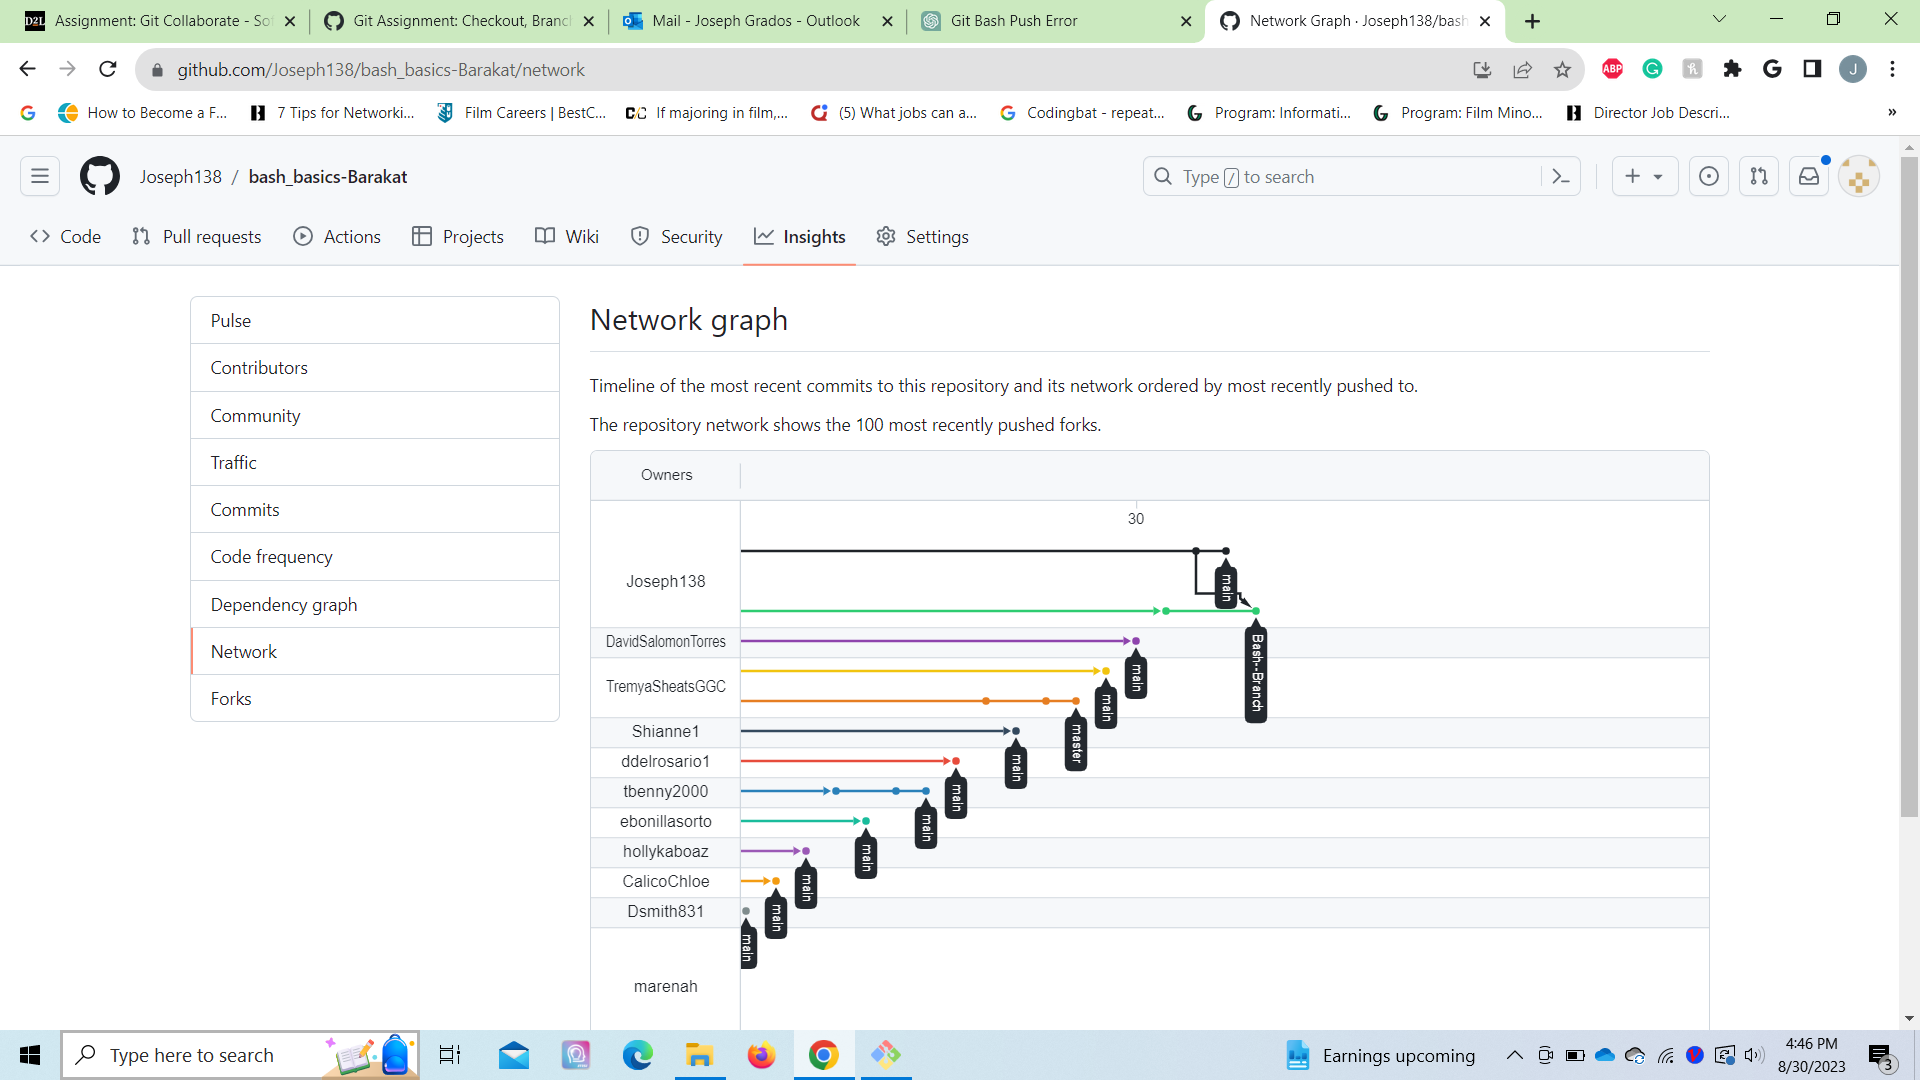 D2L Assignment: Git Collaborate - Sof
Git Assignment: Checkout, Branc
Mail - Joseph Grados - Outlook
Git Bash Push Error
Network Graph · Joseph138/bash
github.com/Joseph138/bash_basics-Barakat/network
ABP
J
How to Become a F...
7 Tips for Networki...
Film Careers | BestC...
If majoring in film,...
(5) What jobs can a...
Codingbat - repeat...
Program: Informati...
Program: Film Mino...
Director Job Descri...
»
Joseph138 / bash_basics-Barakat
Type / to search
Code
Pull requests
Actions
Projects
Wiki
Security
Insights
Settings
Pulse
Contributors
Community
Traffic
Commits
Code frequency
Dependency graph
Network
Forks
Network graph
Timeline of the most recent commits to this repository and its network ordered by most recently pushed to.
The repository network shows the 100 most recently pushed forks.
Owners
30
Joseph138
main
Bash--Branch
DavidSalomonTorres
main
TremyaSheatsGGC
main
master
Shianne1
main
ddelrosario1
main
tbenny2000
main
ebonillasorto
main
hollykaboaz
main
CalicoChloe
main
Dsmith831
main
marenah
Type here to search
Earnings upcoming
4:46 PM
8/30/2023
3